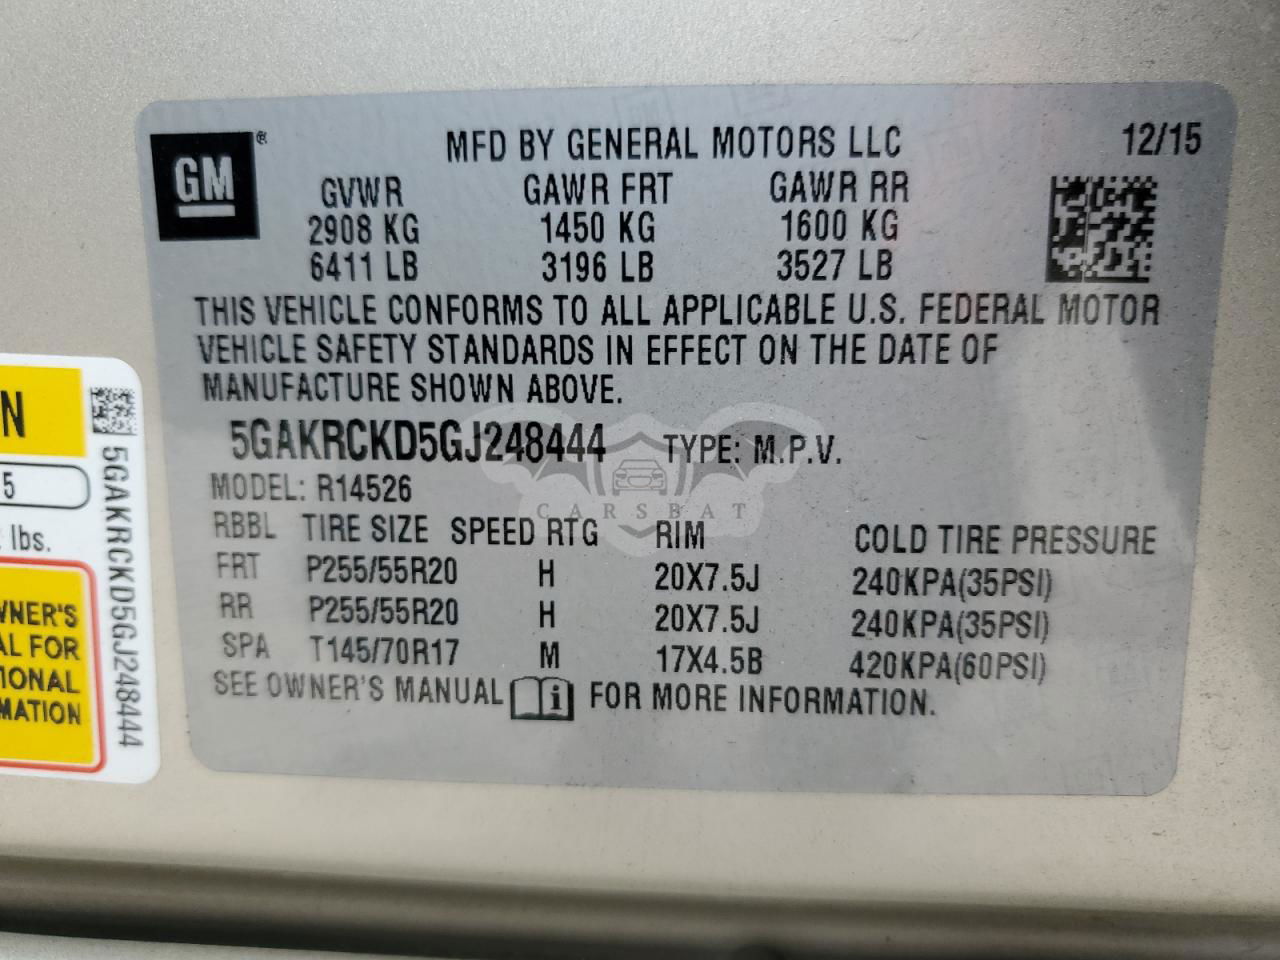 GM ®
MFD BY GENERAL MOTORS LLC 12/15
GVWR GAWR FRT GAWR RR
2908 KG 1450 KG 1600 KG
6411 LB 3196 LB 3527 LB
THIS VEHICLE CONFORMS TO ALL APPLICABLE U.S. FEDERAL MOTOR
VEHICLE SAFETY STANDARDS IN EFFECT ON THE DATE OF
MANUFACTURE SHOWN ABOVE.
5GAKRCKD5GJ248444 TYPE: M.P.V.
MODEL: R14526
CARSBAT
RBBL TIRE SIZE SPEED RTG RIM COLD TIRE PRESSURE
FRT P255/55R20 H 20X7.5J 240KPA(35PSI)
RR P255/55R20 H 20X7.5J 240KPA(35PSI)
SPA T145/70R17 M 17X4.5B 420KPA(60PSI)
SEE OWNER'S MANUAL i FOR MORE INFORMATION.
N
5
lbs.
WNER'S
AL FOR
IONAL
MATION
5GAKRCKD5GJ248444